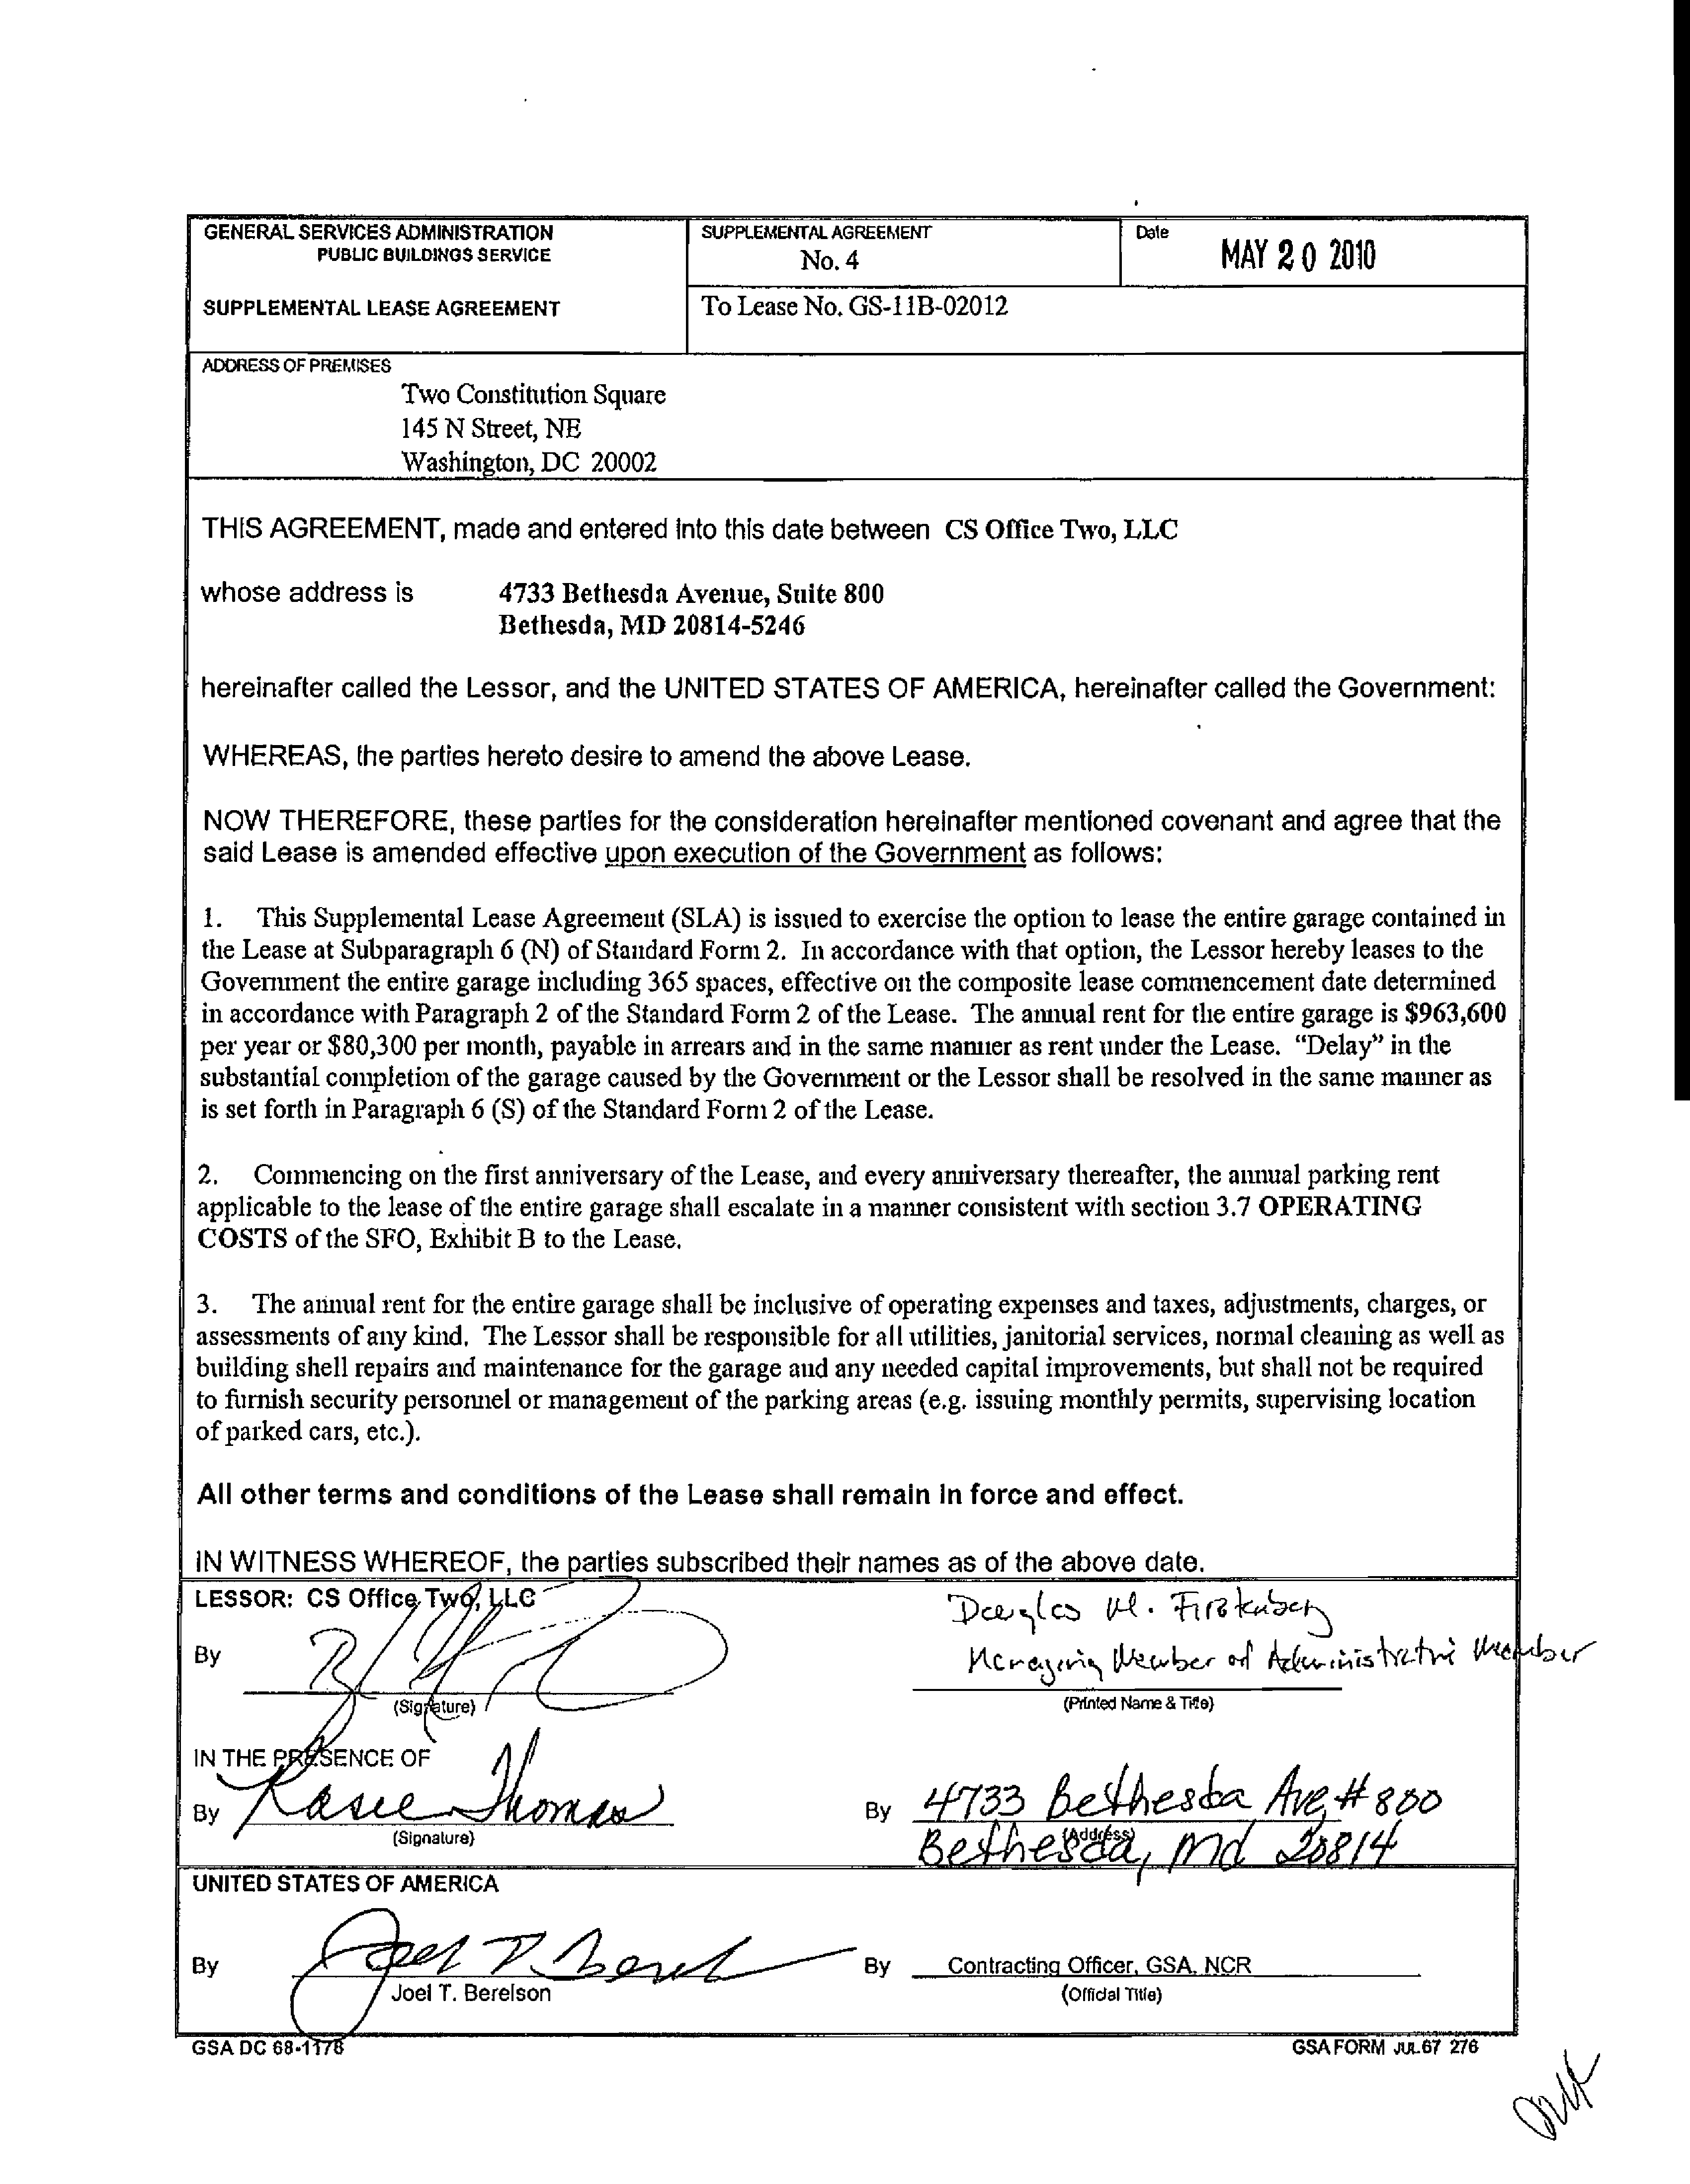 GENERAL SERVICES ADMINISTRATION
PUBLIC BUILDINGS SERVICE
SUPPLEMENTAL LEASE AGREEMENT
SUPPLEMENTAL AGREEMENT
No. 4
Date
MAY 20 2010
To Lease No. GS-11B-02012
ADDRESS OF PREMISES
Two Constitution Square
145 N Street, NE
Washington, DC 20002
THIS AGREEMENT, made and entered into this date between CS Office Two, LLC
whose address is 4733 Bethesda Avenue, Suite 800
Bethesda, MD 20814-5246
hereinafter called the Lessor, and the UNITED STATES OF AMERICA, hereinafter called the Government:
WHEREAS, the parties hereto desire to amend the above Lease.
NOW THEREFORE, these parties for the consideration hereinafter mentioned covenant and agree that the
said Lease is amended effective upon execution of the Government as follows:
1. This Supplemental Lease Agreement (SLA) is issued to exercise the option to lease the entire garage contained in
the Lease at Subparagraph 6 (N) of Standard Form 2. In accordance with that option, the Lessor hereby leases to the
Government the entire garage including 365 spaces, effective on the composite lease commencement date determined
in accordance with Paragraph 2 of the Standard Form 2 of the Lease. The annual rent for the entire garage is $963,600
per year or $80,300 per month, payable in arrears and in the same manner as rent under the Lease. “Delay” in the
substantial completion of the garage caused by the Government or the Lessor shall be resolved in the same manner as
is set forth in Paragraph 6 (S) of the Standard Form 2 of the Lease.
2. Commencing on the first anniversary of the Lease, and every anniversary thereafter, the annual parking rent
applicable to the lease of the entire garage shall escalate in a manner consistent with section 3.7 OPERATING
COSTS of the SFO, Exhibit B to the Lease.
3. The annual rent for the entire garage shall be inclusive of operating expenses and taxes, adjustments, charges, or
assessments of any kind. The Lessor shall be responsible for all utilities, janitorial services, normal cleaning as well as
building shell repairs and maintenance for the garage and any needed capital improvements, but shall not be required
to furnish security personnel or management of the parking areas (e.g. issuing monthly permits, supervising location
of parked cars, etc.).
All other terms and conditions of the Lease shall remain in force and effect.
IN WITNESS WHEREOF, the parties subscribed their names as of the above date.
LESSOR: CS Office Two, LLC
By
(Signature)
Douglas M. Firstenberg
Managing Member of Administrative Member
(Printed Name & Title)
IN THE PRESENCE OF
By Kasee Thomas
(Signature)
By 4733 Bethesda Ave, # 800
(Address)
Bethesda, Md 20814
UNITED STATES OF AMERICA
By Joel T. Berel
Joel T. Berelson
By Contracting Officer, GSA, NCR
(Official Title)
GSA DC 68-1176
GSA FORM JUL 67 276